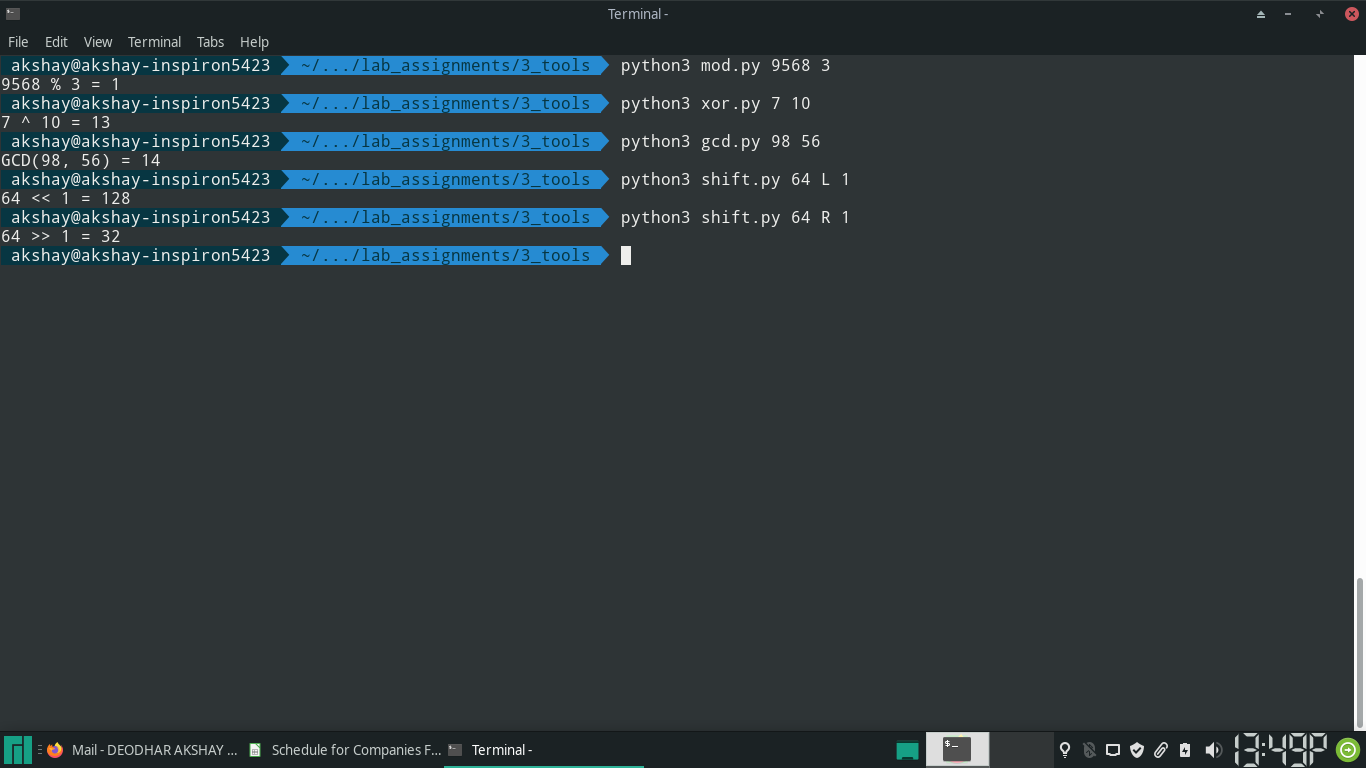 Terminal -
File Edit View Terminal Tabs Help
akshay@akshay-inspiron5423 ~/.../lab_assignments/3_tools python3 mod.py 9568 3
9568 % 3 = 1
akshay@akshay-inspiron5423 ~/.../lab_assignments/3_tools python3 xor.py 7 10
7 ^ 10 = 13
akshay@akshay-inspiron5423 ~/.../lab_assignments/3_tools python3 gcd.py 98 56
GCD(98, 56) = 14
akshay@akshay-inspiron5423 ~/.../lab_assignments/3_tools python3 shift.py 64 L 1
64 << 1 = 128
akshay@akshay-inspiron5423 ~/.../lab_assignments/3_tools python3 shift.py 64 R 1
64 >> 1 = 32
akshay@akshay-inspiron5423 ~/.../lab_assignments/3_tools
Mail - DEODHAR AKSHAY ... Schedule for Companies F... Terminal - $_ 13:49P